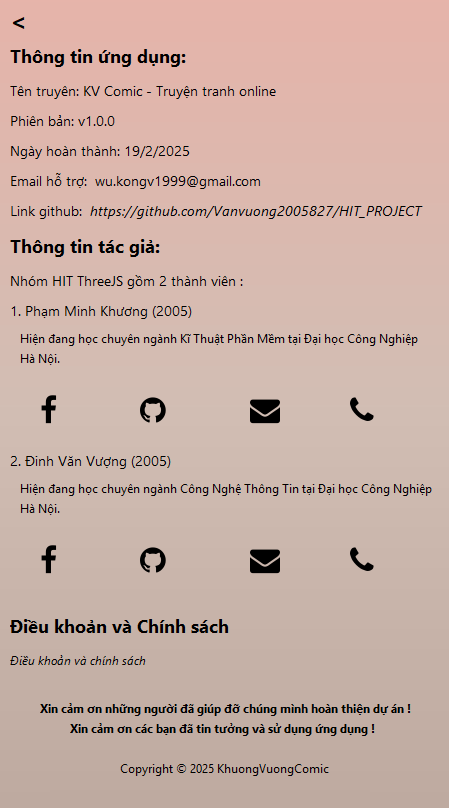 <
Thông tin ứng dụng:
Tên truyên: KV Comic - Truyện tranh online
Phiên bản: v1.0.0
Ngày hoàn thành: 19/2/2025
Email hỗ trợ: wu.kongv1999@gmail.com
Link github: https://github.com/Vanvuong2005827/HIT_PROJECT
Thông tin tác giả:
Nhóm HIT ThreeJS gồm 2 thành viên :
1. Phạm Minh Khương (2005)
Hiện đang học chuyên ngành Kĩ Thuật Phần Mềm tại Đại học Công Nghiệp
Hà Nội.
2. Đinh Văn Vượng (2005)
Hiện đang học chuyên ngành Công Nghệ Thông Tin tại Đại học Công Nghiệp
Hà Nội.
Điều khoản và Chính sách
Điều khoản và chính sách
Xin cảm ơn những người đã giúp đỡ chúng mình hoàn thiện dự án !
Xin cảm ơn các bạn đã tin tưởng và sử dụng ứng dụng !
Copyright © 2025 KhuongVuongComic